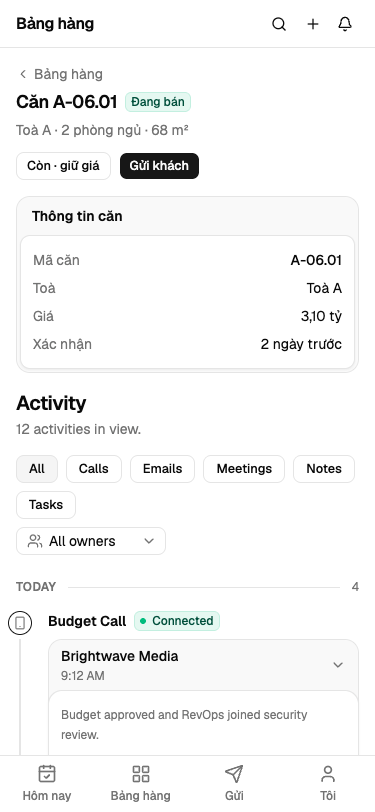 Bảng hàng
Bảng hàng
Căn A-06.01 Đang bán
Toà A · 2 phòng ngủ · 68 m²
Còn · giữ giá Gửi khách
Thông tin căn
Mã căn A-06.01
Toà Toà A
Giá 3,10 tỷ
Xác nhận 2 ngày trước
Activity
12 activities in view.
All Calls Emails Meetings Notes
Tasks
All owners
TODAY 4
Budget Call Connected
Brightwave Media
9:12 AM
Budget approved and RevOps joined security
review.
Hôm nay Bảng hàng Gửi Tôi